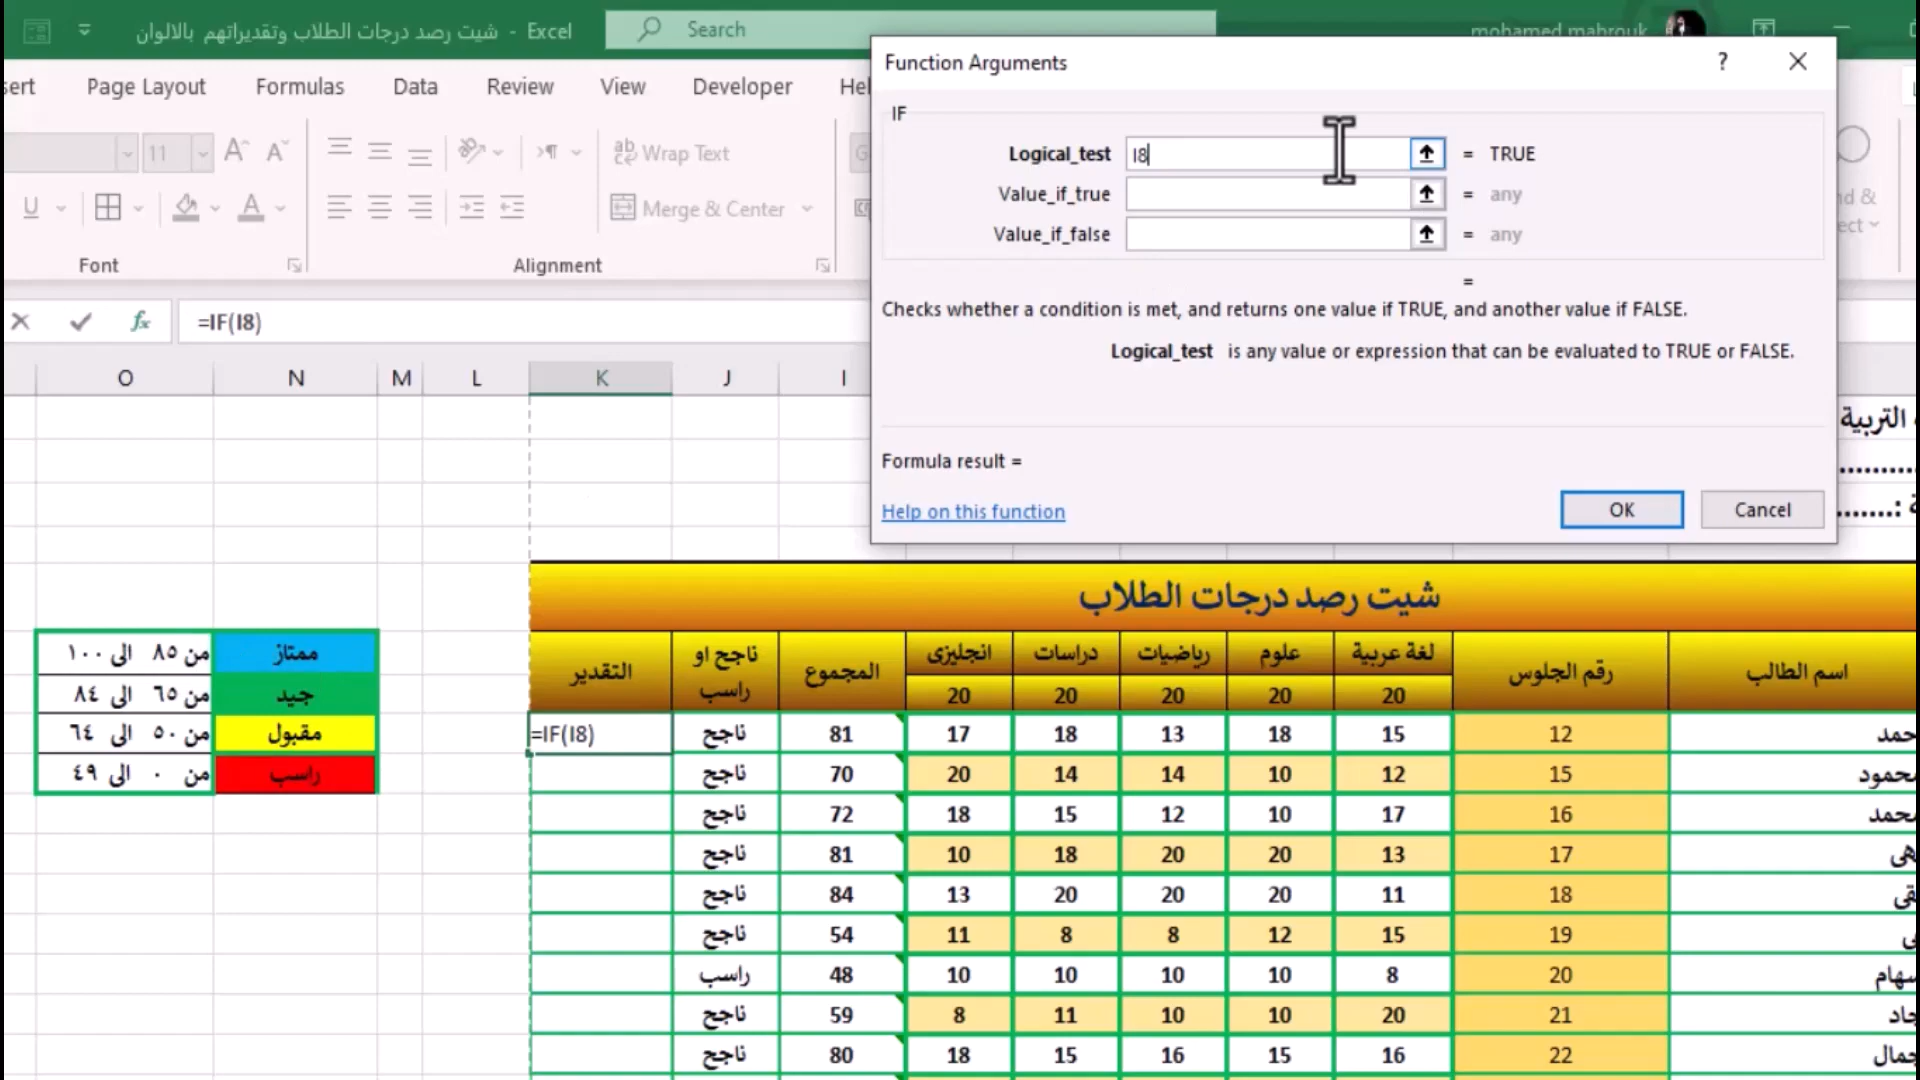 شيت رصد درجات الطلاب وتقديراتهم بالالوان - Excel
Search
mohamed mabrouk
sert Page Layout Formulas Data Review View Developer Hel
11
Wrap Text
Merge & Center
Font
Alignment
Function Arguments
IF
Logical_test I8 = TRUE
Value_if_true = any
Value_if_false = any
=
Checks whether a condition is met, and returns one value if TRUE, and another value if FALSE.
Logical_test is any value or expression that can be evaluated to TRUE or FALSE.
Formula result =
Help on this function
OK Cancel
=IF(I8)
O N M L K J I
التربية
شيت رصد درجات الطلاب
اسم الطالب رقم الجلوس لغة عربية علوم رياضيات دراسات انجليزى المجموع ناجح او راسب التقدير
20 20 20 20 20
12 15 18 13 18 17 81 ناجح =IF(I8)
محمود 15 12 10 14 14 20 70 ناجح
محمد 16 17 10 12 15 18 72 ناجح
17 13 20 20 18 10 81 ناجح
18 11 20 20 20 13 84 ناجح
19 15 12 8 8 11 54 ناجح
سهام 20 8 10 10 10 10 48 راسب
21 20 10 10 11 8 59 ناجح
22 16 15 16 15 18 80 ناجح
ممتاز من ٨٥ الى ١٠٠
جيد من ٦٥ الى ٨٤
مقبول من ٥٠ الى ٦٤
راسب من ٠ الى ٤٩